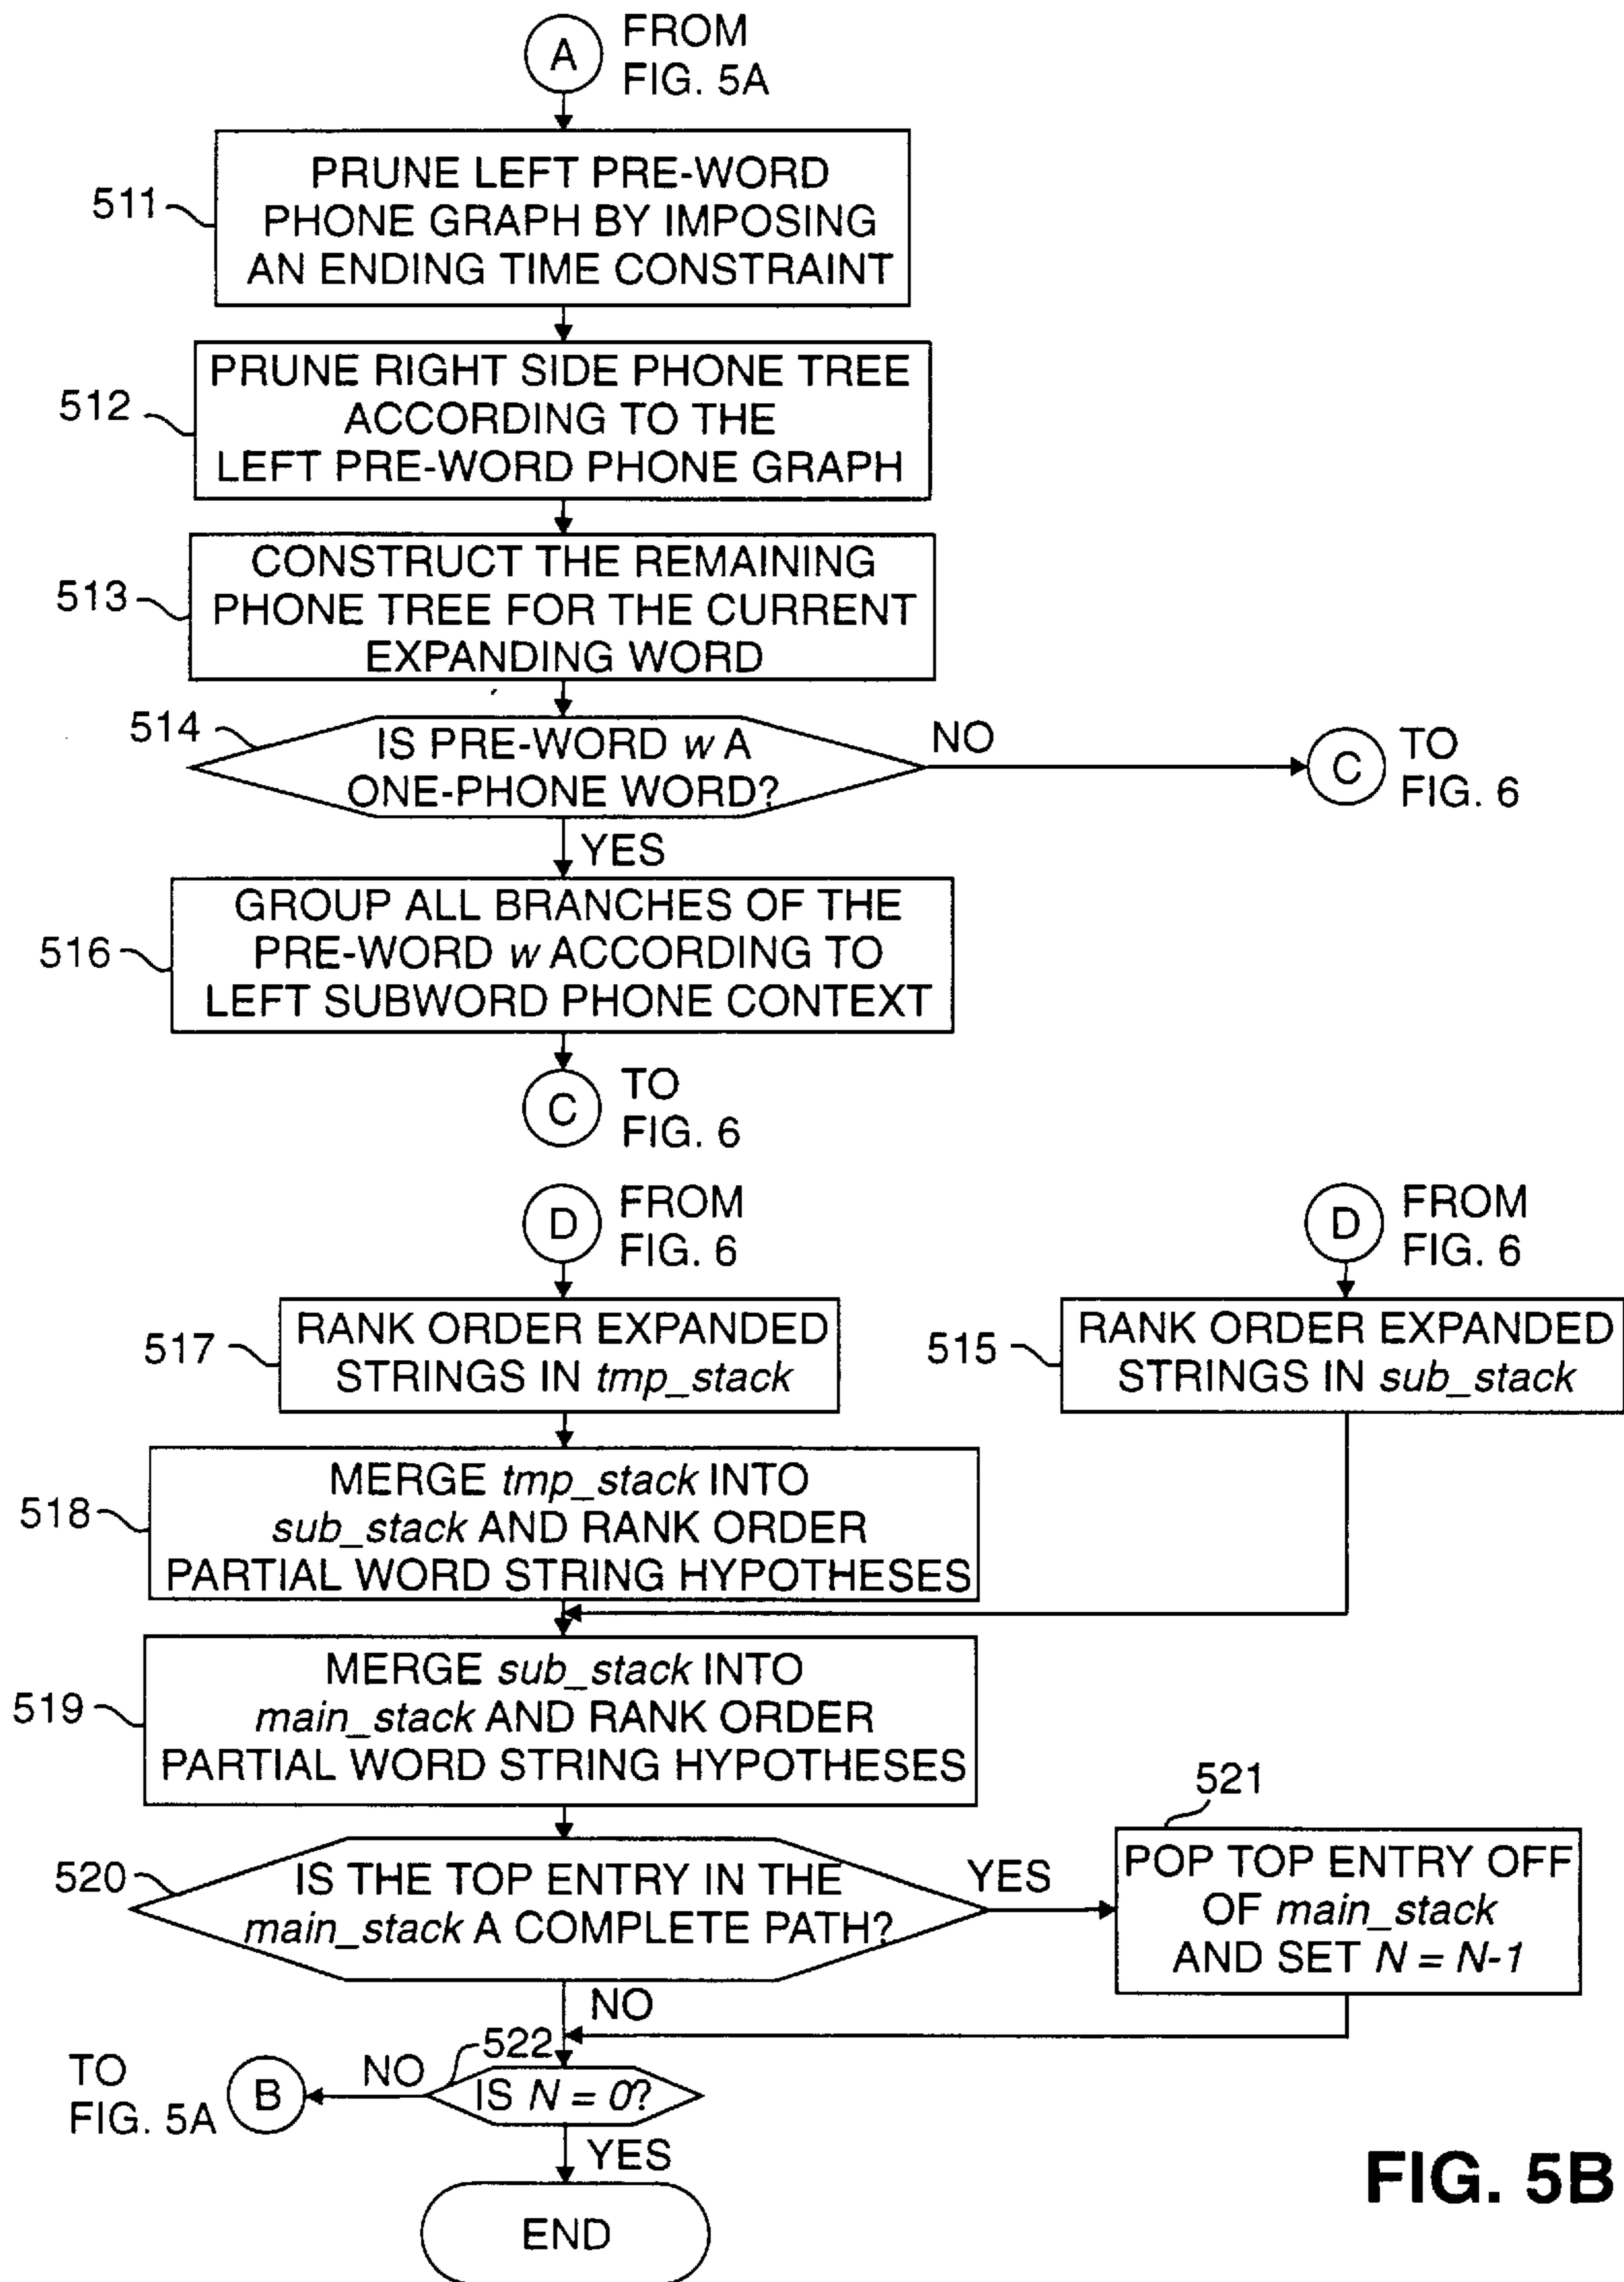 A
FROM
FIG. 5A
511
PRUNE LEFT PRE-WORD
PHONE GRAPH BY IMPOSING
AN ENDING TIME CONSTRAINT
512
PRUNE RIGHT SIDE PHONE TREE
ACCORDING TO THE
LEFT PRE-WORD PHONE GRAPH
513
CONSTRUCT THE REMAINING
PHONE TREE FOR THE CURRENT
EXPANDING WORD
514
IS PRE-WORD w A
ONE-PHONE WORD?
NO
C
TO
FIG. 6
YES
516
GROUP ALL BRANCHES OF THE
PRE-WORD w ACCORDING TO
LEFT SUBWORD PHONE CONTEXT
C
TO
FIG. 6
D
FROM
FIG. 6
D
FROM
FIG. 6
517
RANK ORDER EXPANDED
STRINGS IN tmp_stack
515
RANK ORDER EXPANDED
STRINGS IN sub_stack
518
MERGE tmp_stack INTO
sub_stack AND RANK ORDER
PARTIAL WORD STRING HYPOTHESES
519
MERGE sub_stack INTO
main_stack AND RANK ORDER
PARTIAL WORD STRING HYPOTHESES
520
IS THE TOP ENTRY IN THE
main_stack A COMPLETE PATH?
YES
521
POP TOP ENTRY OFF
OF main_stack
AND SET N = N-1
NO
522
IS N = 0?
NO
B
TO
FIG. 5A
YES
END
FIG. 5B